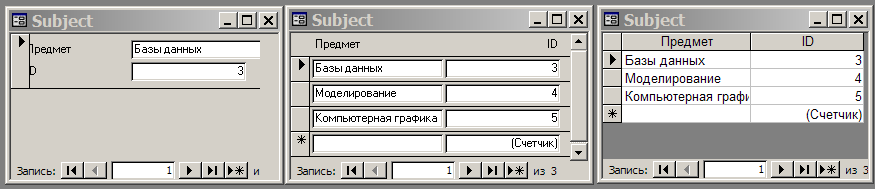 Subject
Предмет Базы данных
D 3
Запись: 1 и
Subject
Предмет ID
Базы данных 3
Моделирование 4
Компьютерная графика 5
(Счетчик)
Запись: 1 из 3
Subject
Предмет ID
Базы данных 3
Моделирование 4
Компьютерная графи 5
(Счетчик)
Запись: 1 из 3